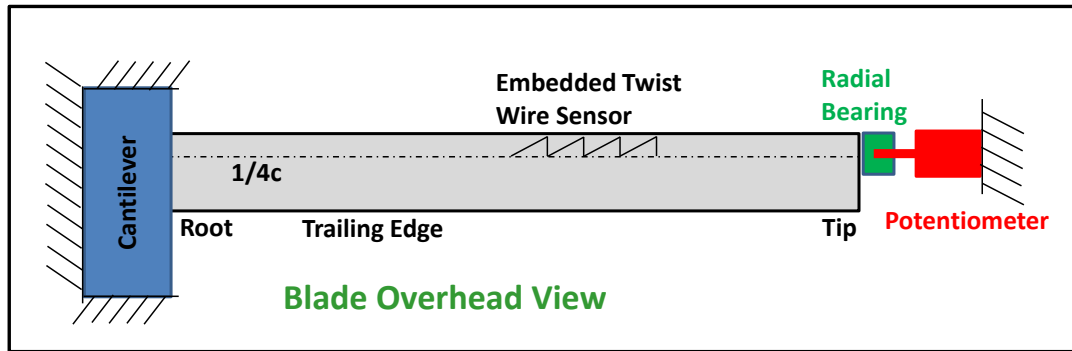 Embedded Twist
Wire Sensor
Radial
Bearing
Cantilever
1/4c
Root
Trailing Edge
Tip
Potentiometer
Blade Overhead View